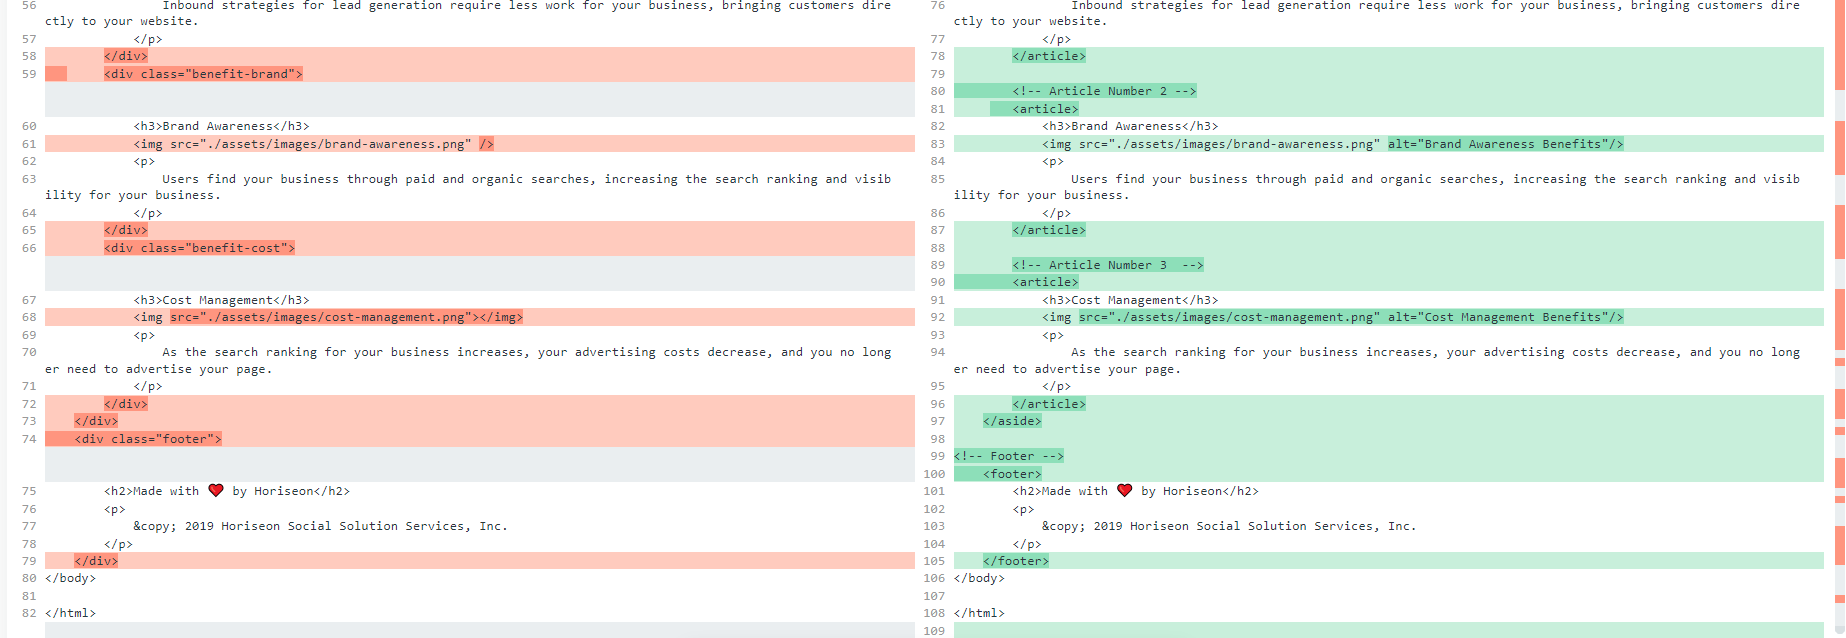 56 Inbound strategies for lead generation require less work for your business, bringing customers dire
ctly to your website.
57 </p>
58 </div>
59 <div class="benefit-brand">
60 <h3>Brand Awareness</h3>
61 <img src="./assets/images/brand-awareness.png" />
62 <p>
63 Users find your business through paid and organic searches, increasing the search ranking and visib
ility for your business.
64 </p>
65 </div>
66 <div class="benefit-cost">
67 <h3>Cost Management</h3>
68 <img src="./assets/images/cost-management.png"></img>
69 <p>
70 As the search ranking for your business increases, your advertising costs decrease, and you no long
er need to advertise your page.
71 </p>
72 </div>
73 </div>
74 <div class="footer">
75 <h2>Made with ❤️ by Horiseon</h2>
76 <p>
77 &copy; 2019 Horiseon Social Solution Services, Inc.
78 </p>
79 </div>
80 </body>
81
82 </html>
76 Inbound strategies for lead generation require less work for your business, bringing customers dire
ctly to your website.
77 </p>
78 </article>
79
80 <!-- Article Number 2 -->
81 <article>
82 <h3>Brand Awareness</h3>
83 <img src="./assets/images/brand-awareness.png" alt="Brand Awareness Benefits"/>
84 <p>
85 Users find your business through paid and organic searches, increasing the search ranking and visib
ility for your business.
86 </p>
87 </article>
88
89 <!-- Article Number 3  -->
90 <article>
91 <h3>Cost Management</h3>
92 <img src="./assets/images/cost-management.png" alt="Cost Management Benefits"/>
93 <p>
94 As the search ranking for your business increases, your advertising costs decrease, and you no long
er need to advertise your page.
95 </p>
96 </article>
97 </aside>
98
99 <!-- Footer -->
100 <footer>
101 <h2>Made with ❤️ by Horiseon</h2>
102 <p>
103 &copy; 2019 Horiseon Social Solution Services, Inc.
104 </p>
105 </footer>
106 </body>
107
108 </html>
109